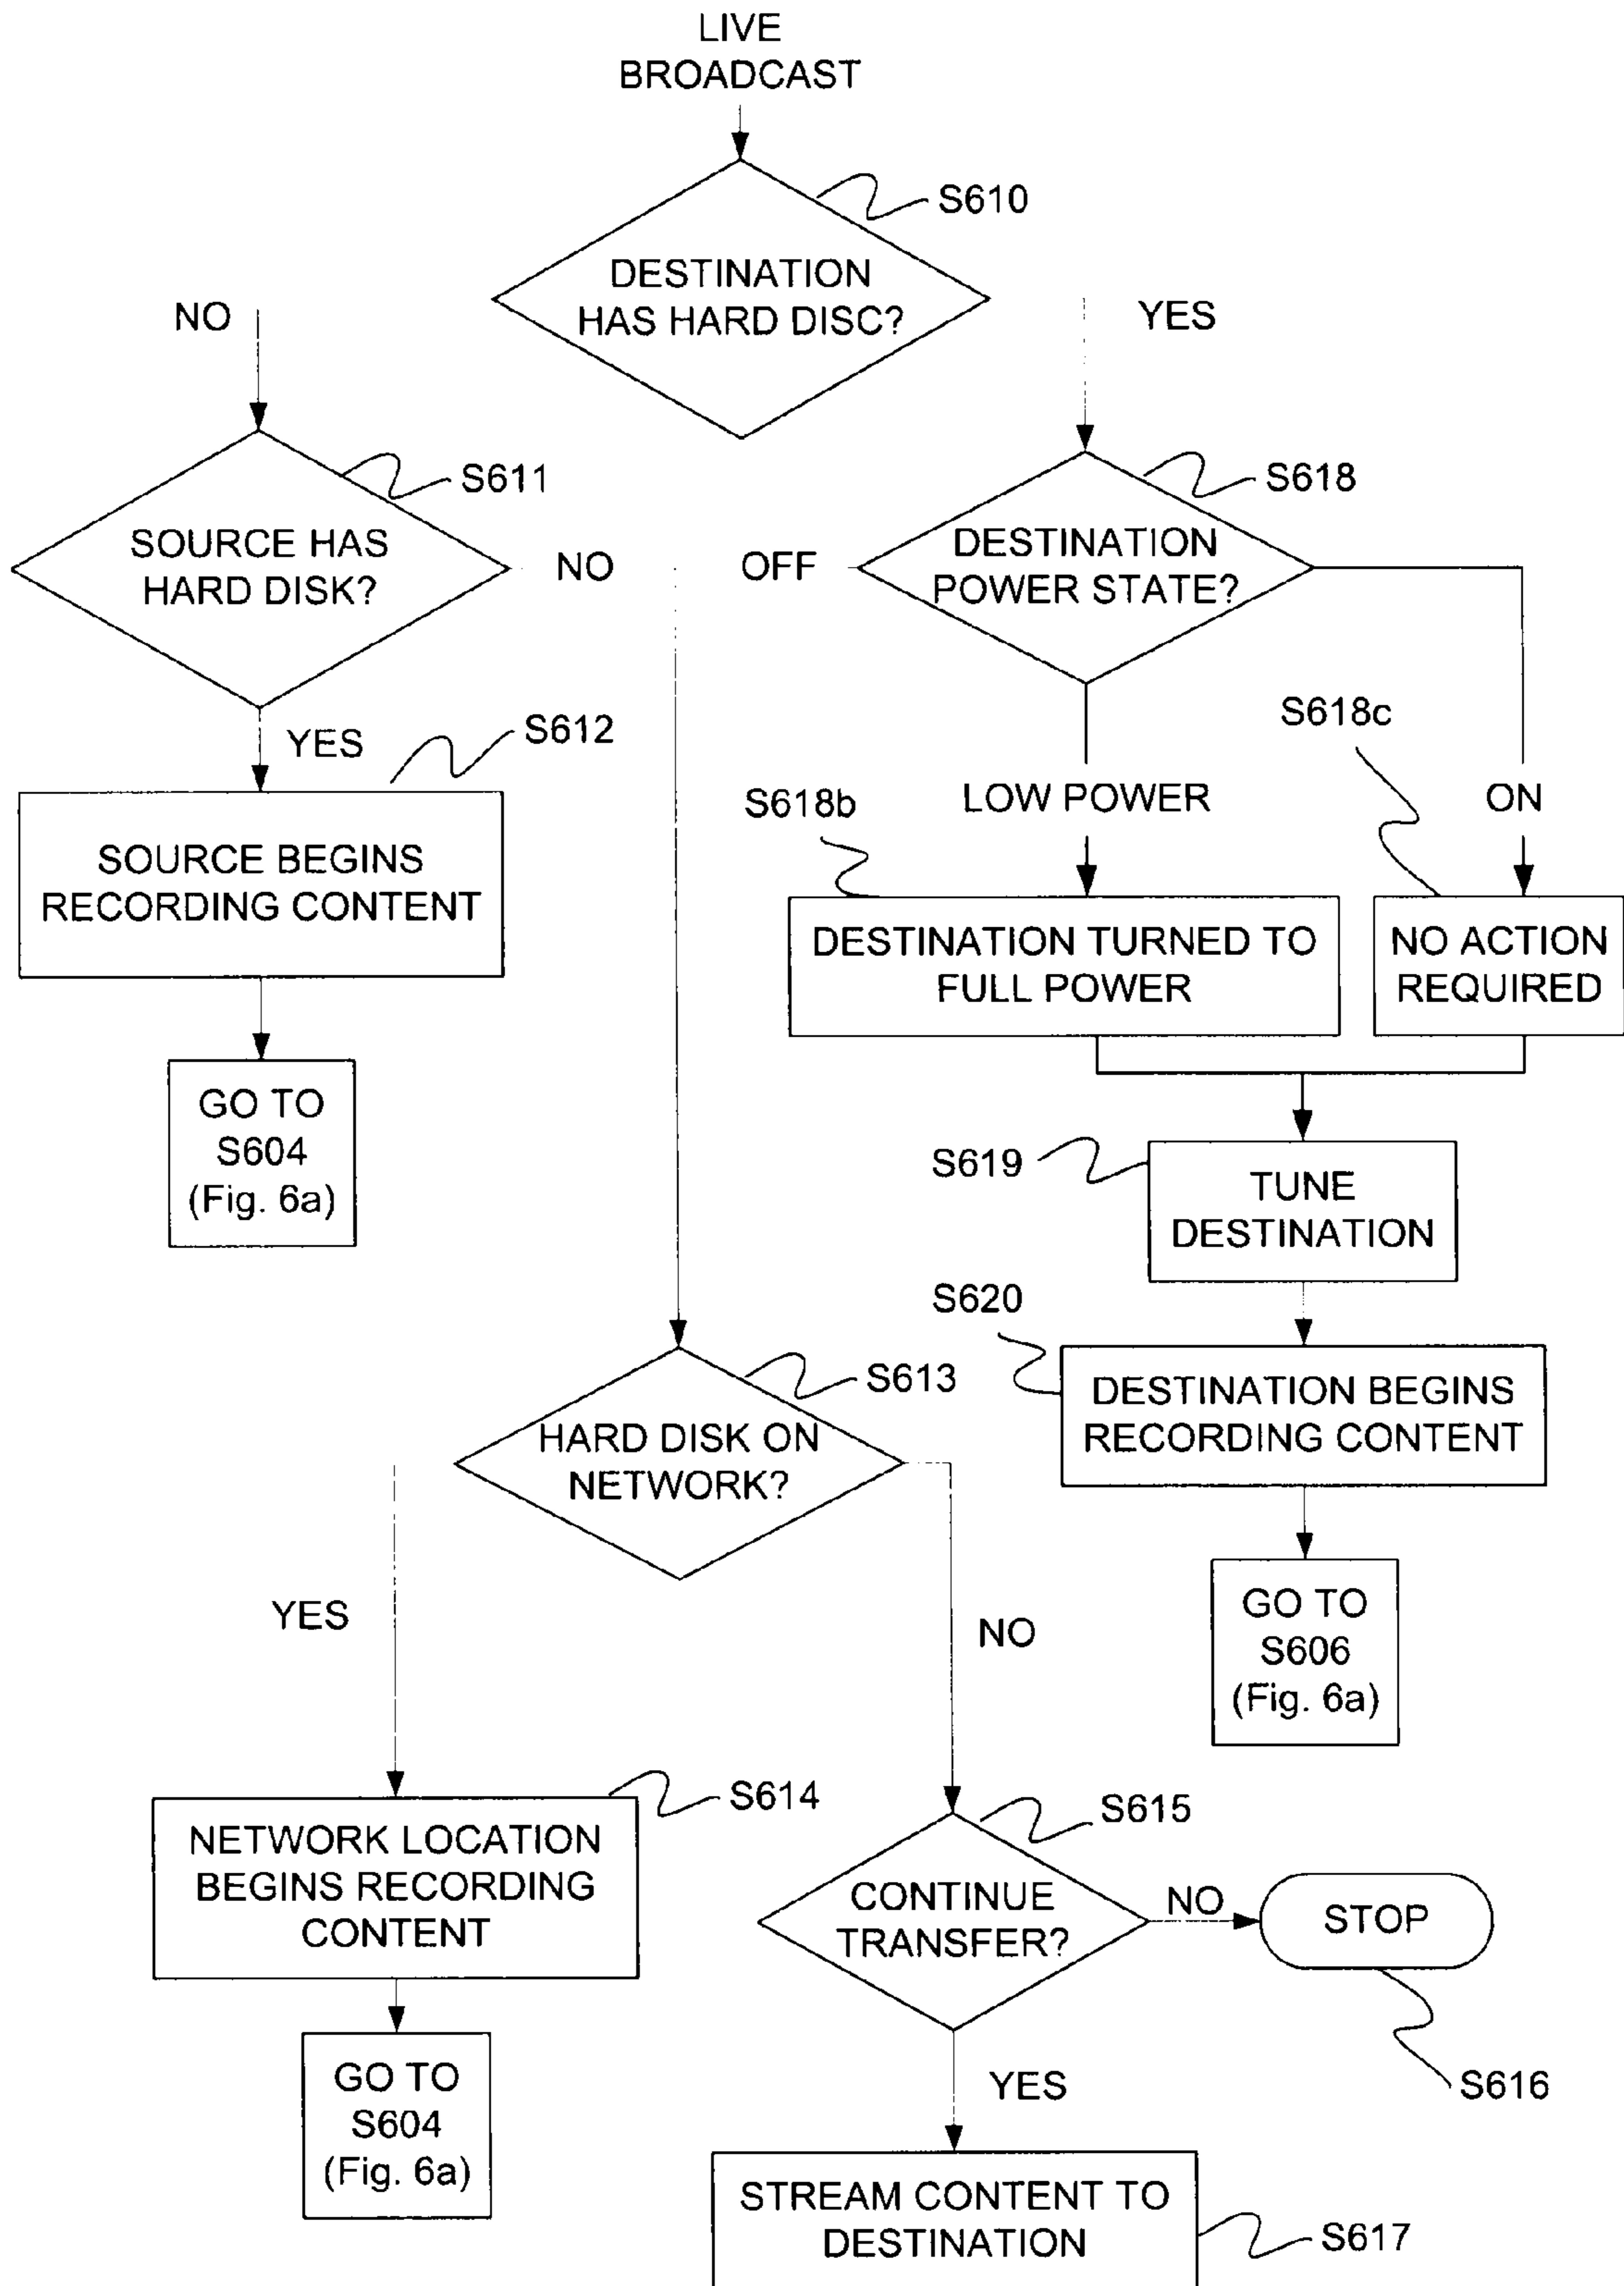 LIVE
BROADCAST
S610
DESTINATION
HAS HARD DISC?
NO
YES
S611
SOURCE HAS
HARD DISK?
NO
OFF
S618
DESTINATION
POWER STATE?
YES
S612
S618c
S618b
LOW POWER
ON
SOURCE BEGINS
RECORDING CONTENT
DESTINATION TURNED TO
FULL POWER
NO ACTION
REQUIRED
GO TO
S604
(Fig. 6a)
S619
TUNE
DESTINATION
S620
DESTINATION BEGINS
RECORDING CONTENT
S613
HARD DISK ON
NETWORK?
YES
NO
GO TO
S606
(Fig. 6a)
S614
NETWORK LOCATION
BEGINS RECORDING
CONTENT
S615
CONTINUE
TRANSFER?
NO
STOP
S616
GO TO
S604
(Fig. 6a)
YES
STREAM CONTENT TO
DESTINATION
S617